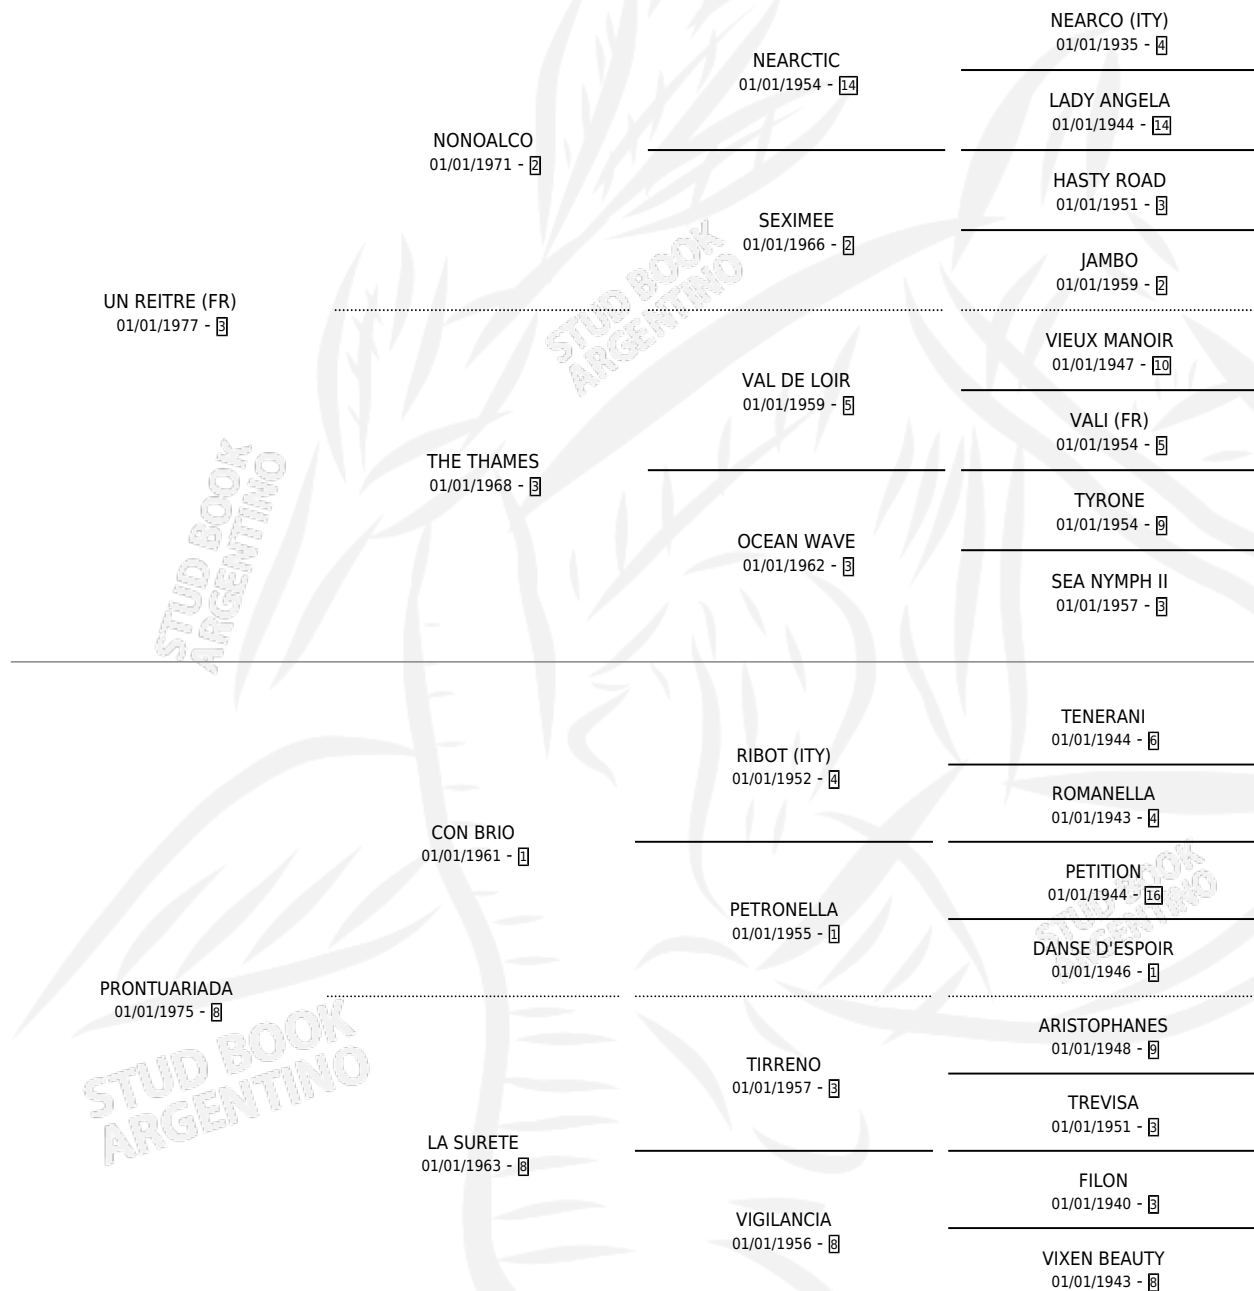 NEARCO (ITY)
01/01/1935 - 4
NEARCTIC
01/01/1954 - 14
LADY ANGELA
01/01/1944 - 14
NONOALCO
01/01/1971 - 2
HASTY ROAD
01/01/1951 - 3
SEXIMEE
01/01/1966 - 2
JAMBO
01/01/1959 - 2
UN REITRE (FR)
01/01/1977 - 3
VIEUX MANOIR
01/01/1947 - 10
VAL DE LOIR
01/01/1959 - 5
VALI (FR)
01/01/1954 - 5
THE THAMES
01/01/1968 - 3
TYRONE
01/01/1954 - 9
OCEAN WAVE
01/01/1962 - 3
SEA NYMPH II
01/01/1957 - 3
TENERANI
01/01/1944 - 6
RIBOT (ITY)
01/01/1952 - 4
ROMANELLA
01/01/1943 - 4
CON BRIO
01/01/1961 - 1
PETITION
01/01/1944 - 16
PETRONELLA
01/01/1955 - 1
DANSE D'ESPOIR
01/01/1946 - 1
PRONTUARIADA
01/01/1975 - 8
ARISTOPHANES
01/01/1948 - 9
TIRRENO
01/01/1957 - 3
TREVISA
01/01/1951 - 3
LA SURETE
01/01/1963 - 8
FILON
01/01/1940 - 3
VIGILANCIA
01/01/1956 - 8
VIXEN BEAUTY
01/01/1943 - 8
STUD BOOK
ARGENTINO
STUD BOOK
ARGENTINO
STUD BOOK
ARGENTINO
STUD BOOK
ARGENTINO